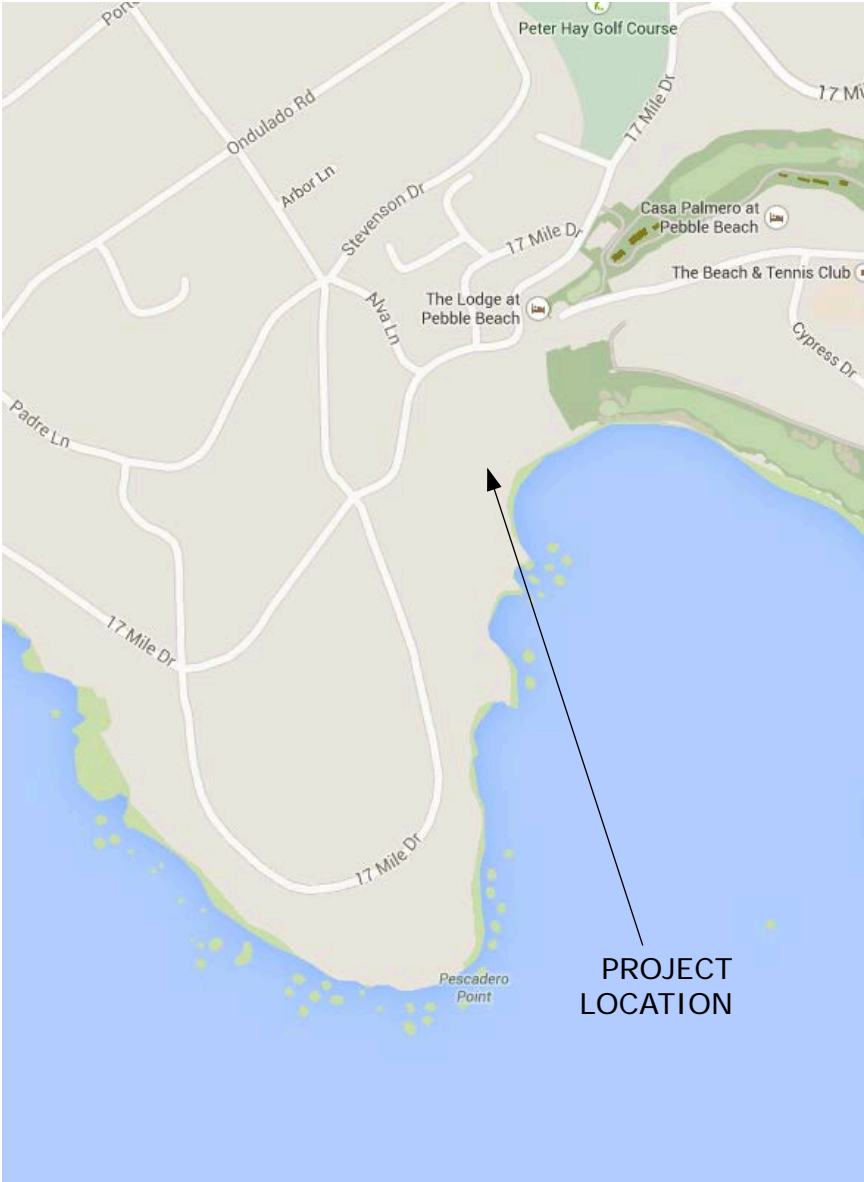 Peter Hay Golf Course
17 Mile Dr
Ondulado Rd
Arbor Ln
Stevenson Dr
Casa Palmero at
Pebble Beach
17 Mile Dr
The Beach & Tennis Club
The Lodge at
Pebble Beach
Alva Ln
Cypress Dr
Padre Ln
17 Mile Dr
17 Mile Dr
PROJECT
LOCATION
Pescadero
Point